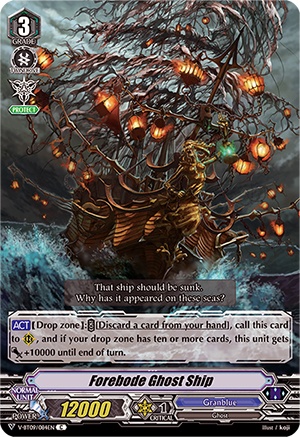 3
GRADE
TWIN DRIVE
PROTECT
That ship should be sunk.
Why has it appeared on these seas?
ACT [Drop zone]:[Discard a card from your hand], call this card
to , and if your drop zone has ten or more cards, this unit gets
+10000 until end of turn.
NORMAL UNIT
Forebode Ghost Ship
12000
1
CRITICAL
Granblue
Ghost
V-BT09/084EN C
illust / koji